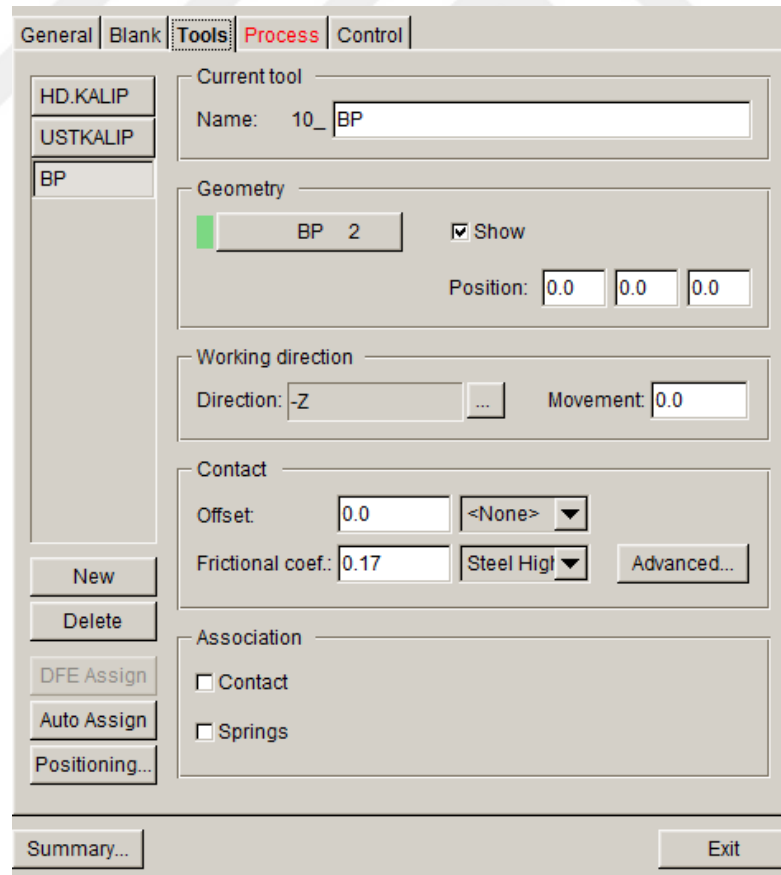 General Blank Tools Process Control
HD.KALIP
USTKALIP
BP
New
Delete
DFE Assign
Auto Assign
Positioning...
Current tool
Name: 10_ BP
Geometry
BP 2 Show
Position: 0.0 0.0 0.0
Working direction
Direction: -Z ... Movement: 0.0
Contact
Offset: 0.0 <None>
Frictional coef.: 0.17 Steel High Advanced...
Association
Contact
Springs
Summary... Exit